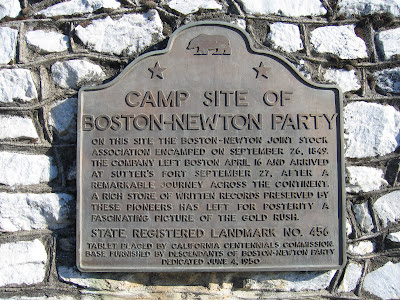 CAMP SITE OF
BOSTON-NEWTON PARTY
ON THIS SITE THE BOSTON-NEWTON JOINT STOCK
ASSOCIATION ENCAMPED ON SEPTEMBER 26, 1849.
THE COMPANY LEFT BOSTON APRIL 16 AND ARRIVED
AT SUTTER'S FORT SEPTEMBER 27, AFTER A
REMARKABLE JOURNEY ACROSS THE CONTINENT.
A RICH STORE OF WRITTEN RECORDS PRESERVED BY
THESE PIONEERS HAS LEFT FOR POSTERITY A
FASCINATING PICTURE OF THE GOLD RUSH.
STATE REGISTERED LANDMARK NO. 456
TABLET PLACED BY CALIFORNIA CENTENNIALS COMMISSION.
BASE FURNISHED BY DESCENDANTS OF BOSTON-NEWTON PARTY
DEDICATED JUNE 4, 1950